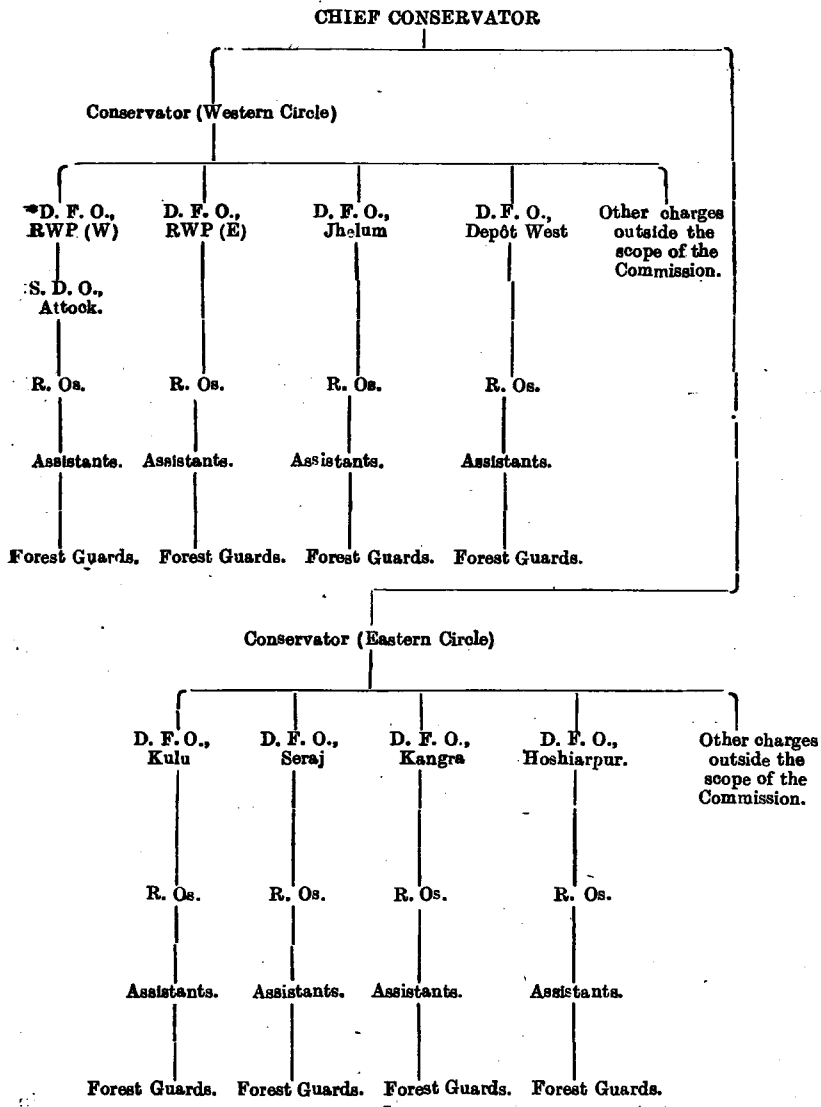 CHIEF CONSERVATOR
Conservator (Western Circle)
*D. F. O., D. F. O., D. F. O., D. F. O., Other charges
RWP (W) RWP (E) Jhelum Depôt West outside the
scope of the
Commission.
S. D. O.,
Attock.
R. Os. R. Os. R. Os. R. Os.
Assistants. Assistants. Assistants. Assistants.
Forest Guards. Forest Guards. Forest Guards. Forest Guards.
Conservator (Eastern Circle)
D. F. O., D. F. O., D. F. O., D. F. O., Other charges
Kulu Seraj Kangra Hoshiarpur. outside the
scope of the
Commission.
R. Os. R. Os. R. Os. R. Os.
Assistants. Assistants. Assistants. Assistants.
Forest Guards. Forest Guards. Forest Guards. Forest Guards.